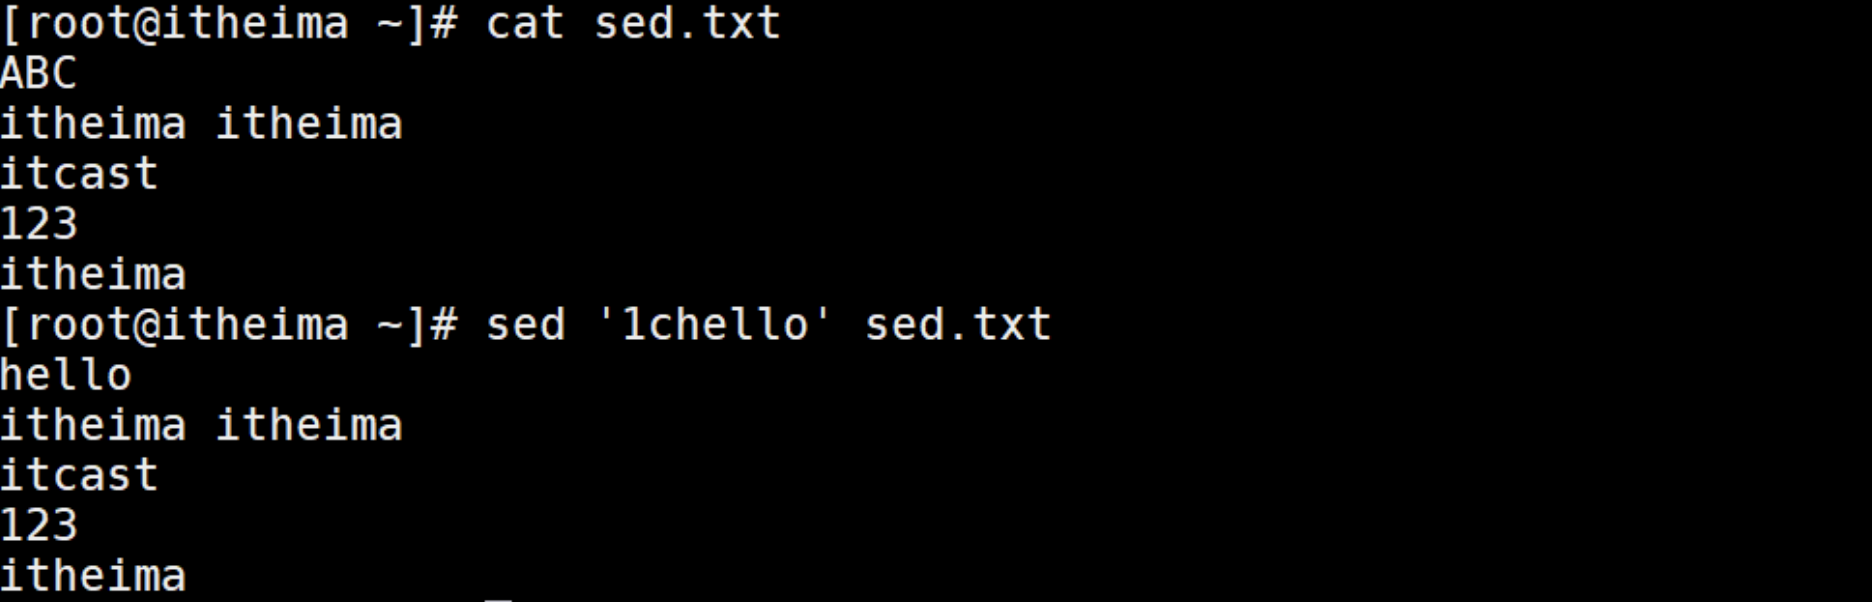 [root@itheima ~]# cat sed.txt
ABC
itheima itheima
itcast
123
itheima
[root@itheima ~]# sed '1chello' sed.txt
hello
itheima itheima
itcast
123
itheima